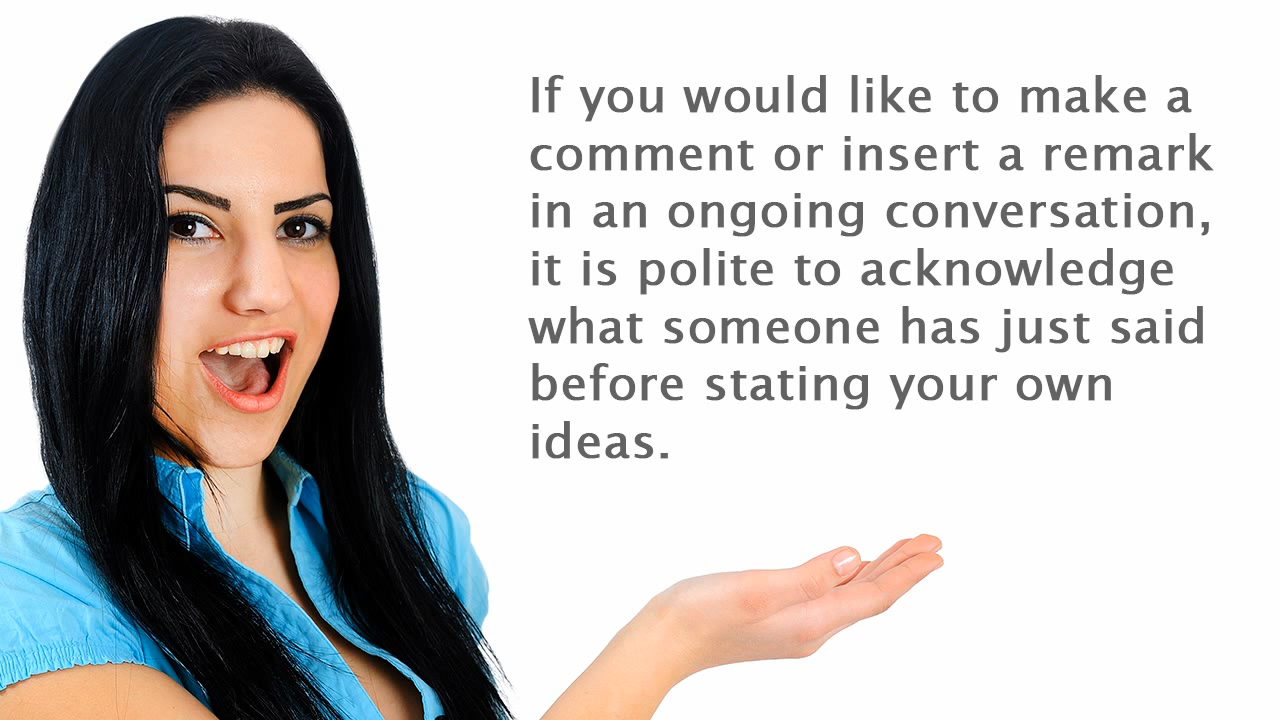 If you would like to make a
comment or insert a remark
in an ongoing conversation,
it is polite to acknowledge
what someone has just said
before stating your own
ideas.